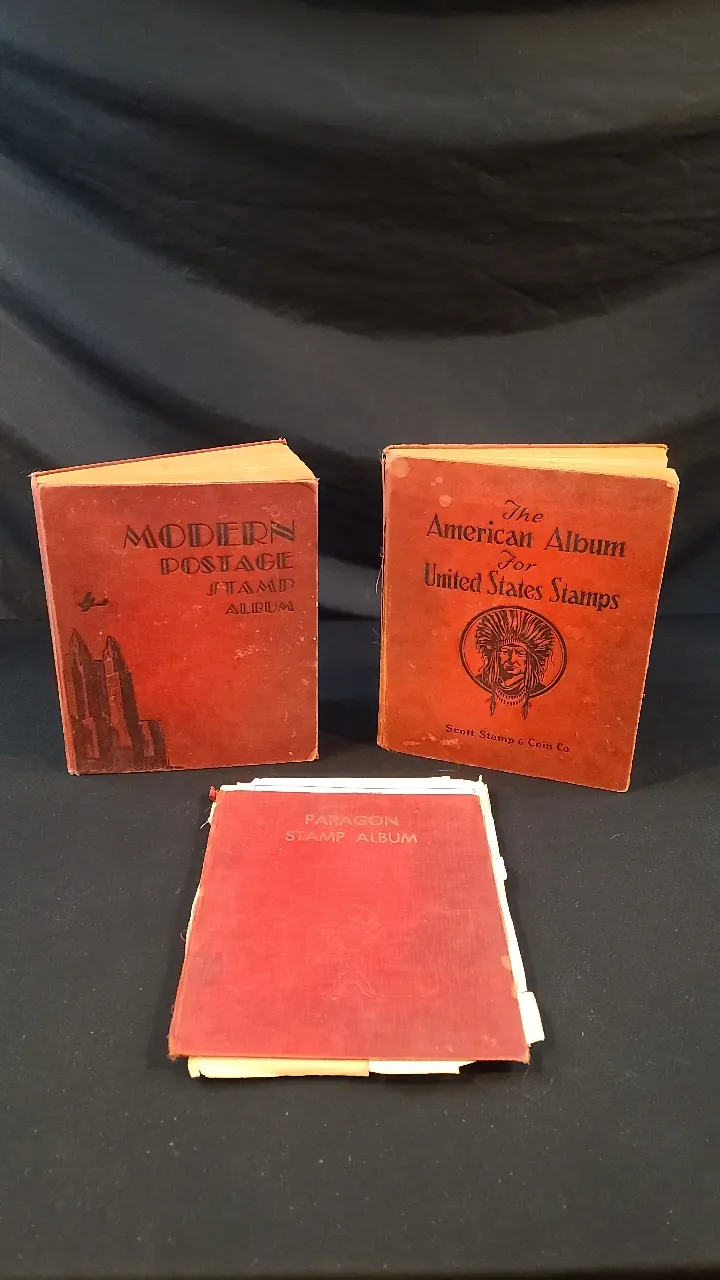 MODERN
POSTAGE
STAMP
ALBUM
The
American Album
For
United States Stamps
Scott Stamp & Coin Co.
PARAGON
STAMP ALBUM